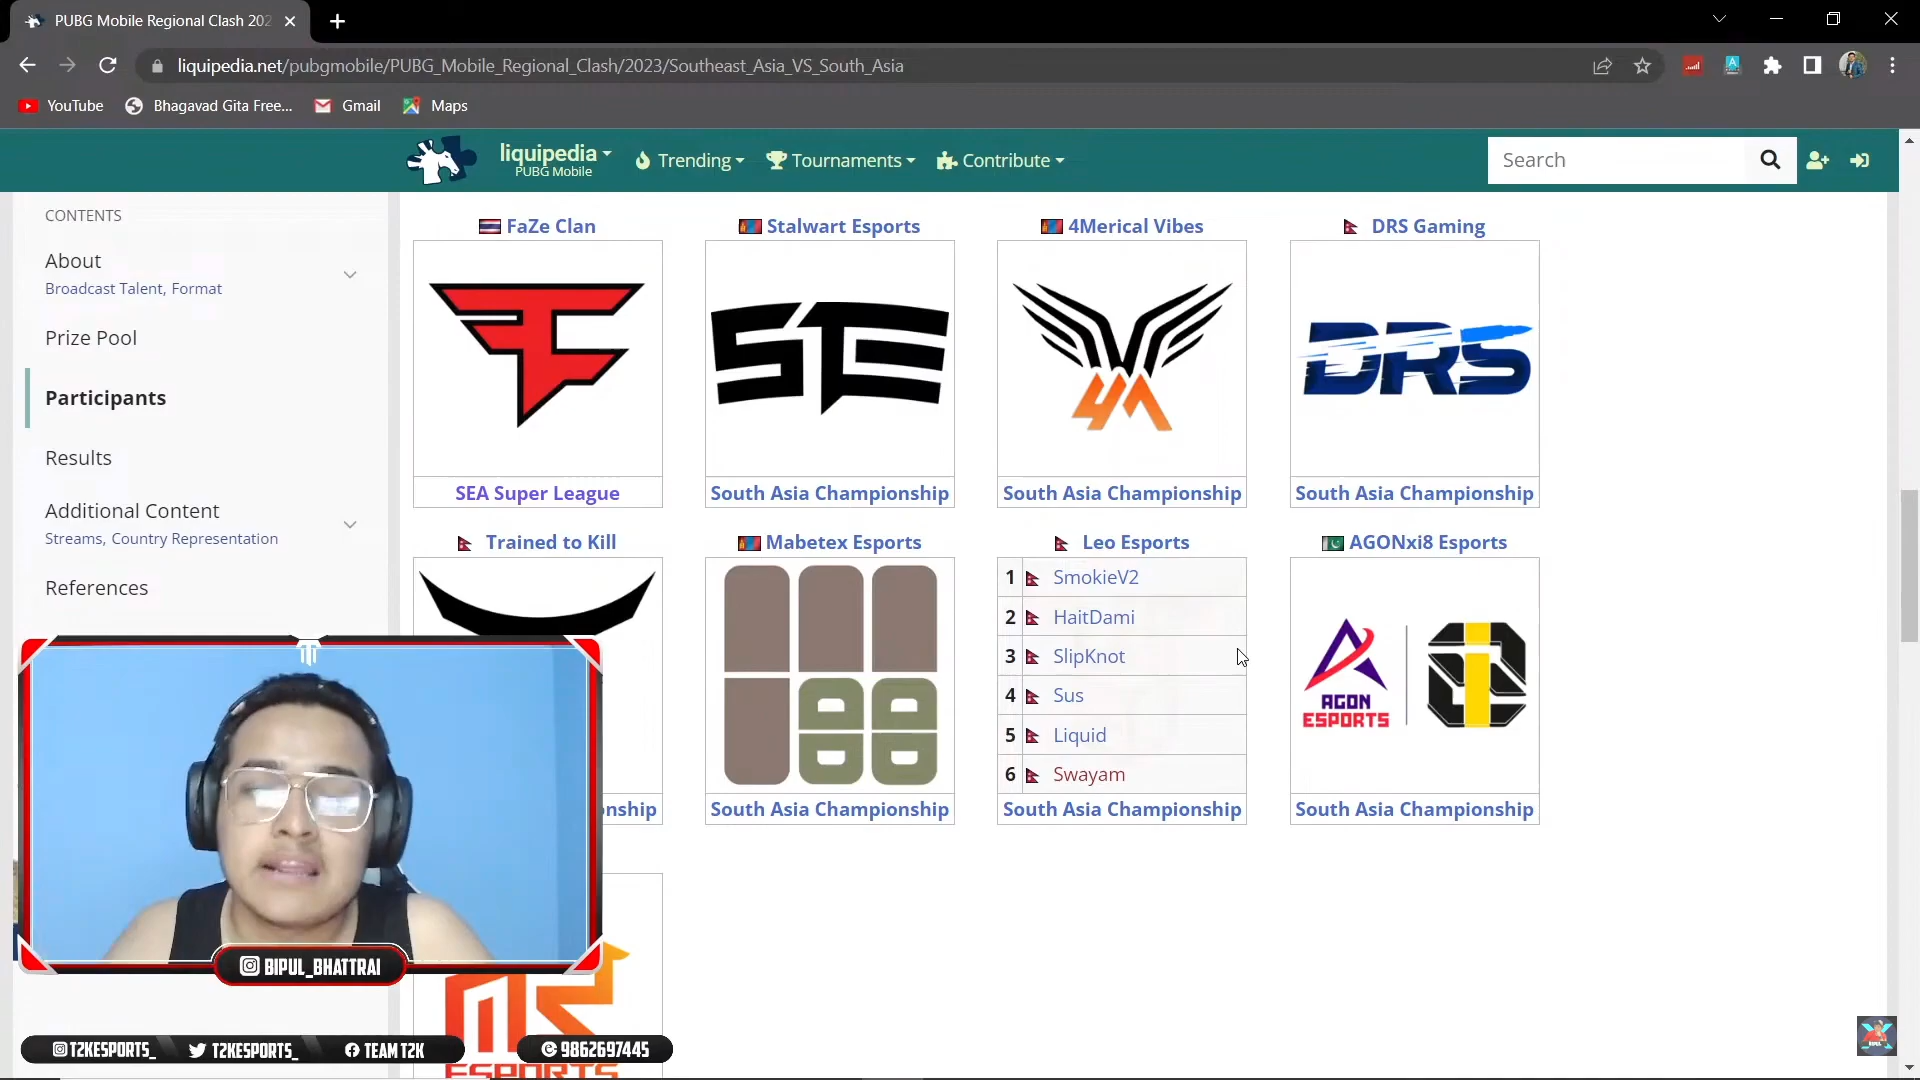 PUBG Mobile Regional Clash 202
liquipedia.net/pubgmobile/PUBG_Mobile_Regional_Clash/2023/Southeast_Asia_VS_South_Asia
YouTube
Bhagavad Gita Free...
Gmail
Maps
liquipedia
PUBG Mobile
Trending
Tournaments
Contribute
Search
CONTENTS
About
Broadcast Talent, Format
Prize Pool
Participants
Results
Additional Content
Streams, Country Representation
References
FaZe Clan
Stalwart Esports
4Merical Vibes
DRS Gaming
DRS
SEA Super League
South Asia Championship
South Asia Championship
South Asia Championship
Trained to Kill
Mabetex Esports
Leo Esports
AGONxi8 Esports
1 SmokieV2
2 HaitDami
3 SlipKnot
4 Sus
5 Liquid
6 Swayam
AGON
ESPORTS
nship
South Asia Championship
South Asia Championship
South Asia Championship
BIPUL_BHATTRAI
T2KESPORTS_
T2KESPORTS_
TEAM T2K
9862697445
ESPORTS